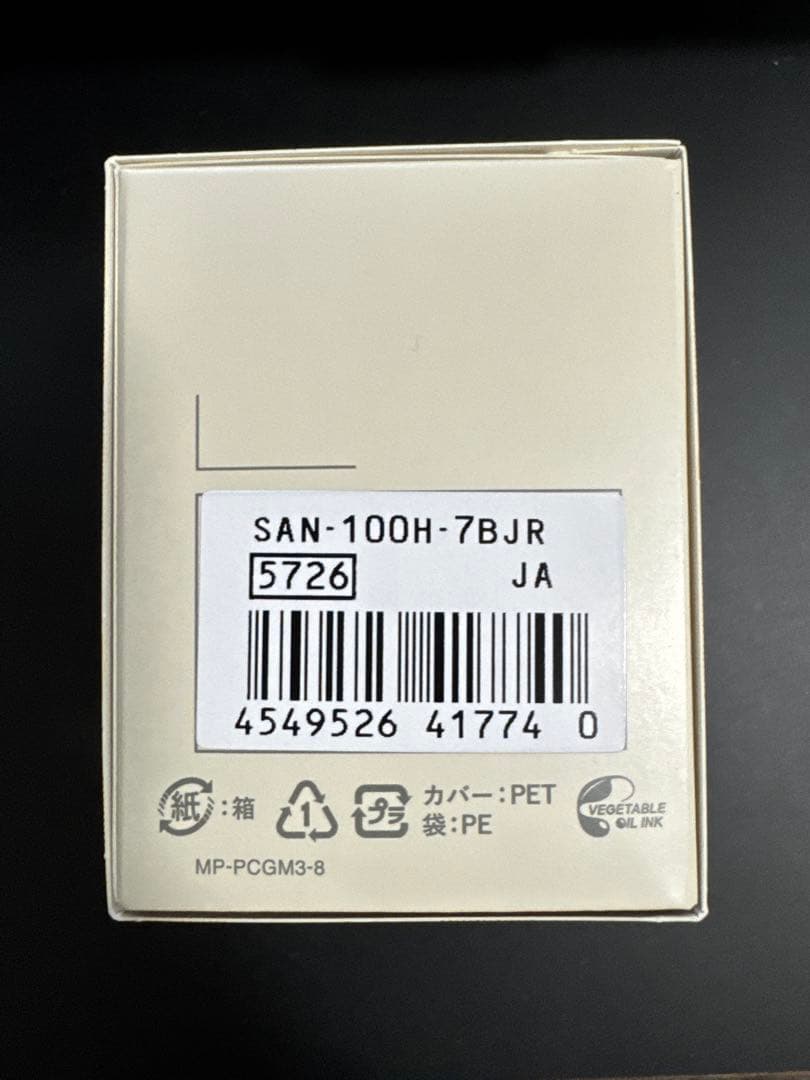 SAN-100H-7BJR
5726 JA
4549526 41774 0
紙:箱
1
プラ
カバー:PET
袋:PE
VEGETABLE
OIL INK
MP-PCGM3-8